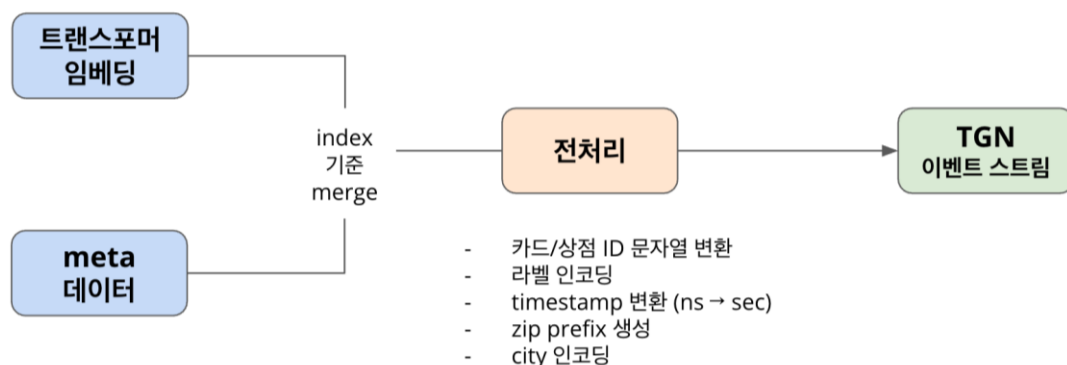 트랜스포머
임베딩
index
기준
merge
meta
데이터
전처리
TGN
이벤트 스트림
- 카드/상점 ID 문자열 변환
- 라벨 인코딩
- timestamp 변환 (ns → sec)
- zip prefix 생성
- city 인코딩